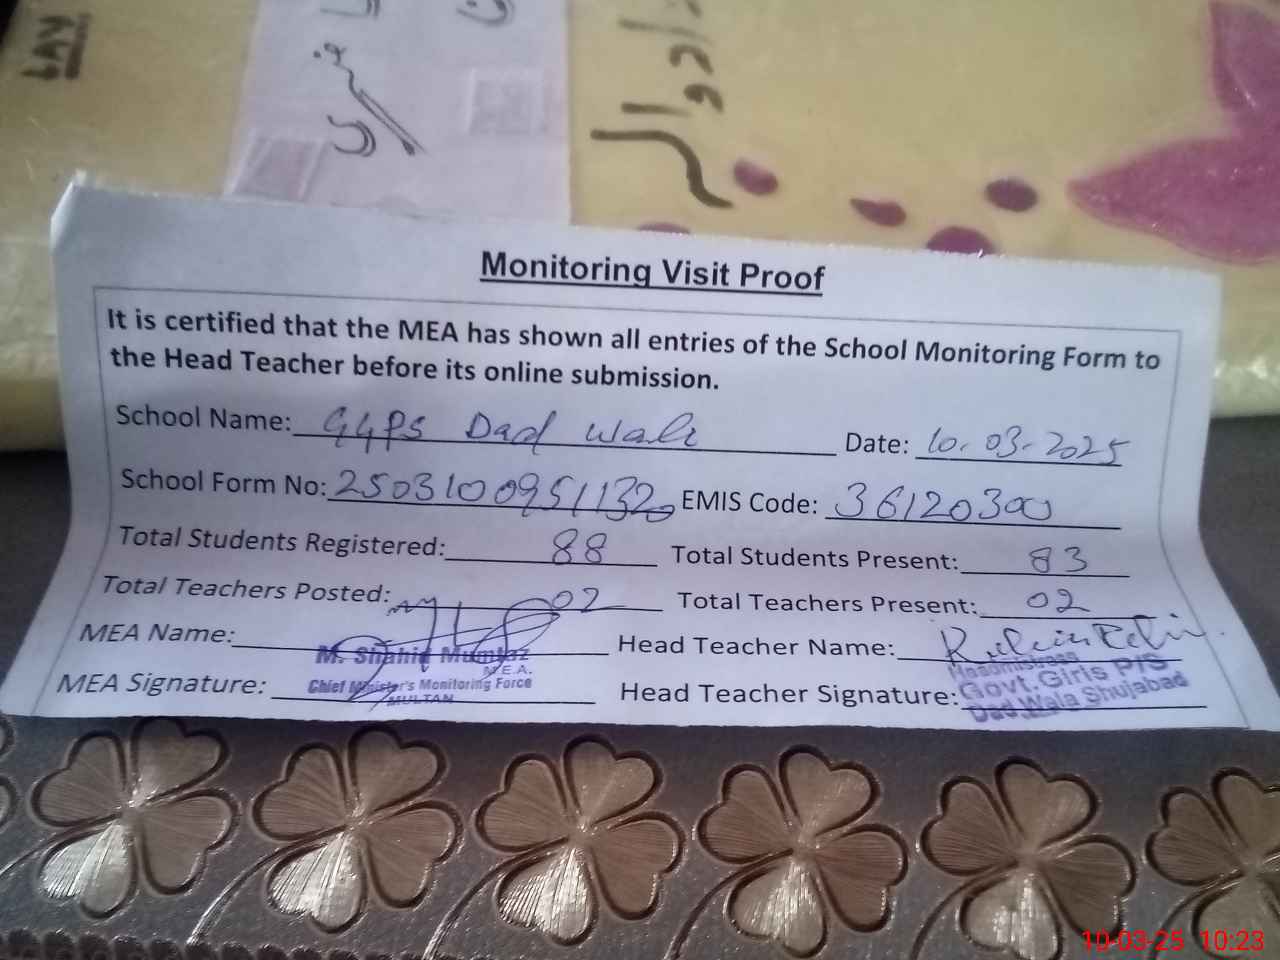 Monitoring Visit Proof
It is certified that the MEA has shown all entries of the School Monitoring Form to
the Head Teacher before its online submission.
School Name: GGPS Dad Wala Date: 10.03.2025
School Form No: 2503100951132 EMIS Code: 36120300
Total Students Registered: 88 Total Students Present: 83
Total Teachers Posted: 02 Total Teachers Present: 02
MEA Name: Head Teacher Name:
M. Shahid Mumtaz
M.E.A.
Chief Minister's Monitoring Force
MULTAN
MEA Signature: Head Teacher Signature:
Headmistress
Govt. Girls P/S
Dad Wala Shujabad
10-03-25 10:23